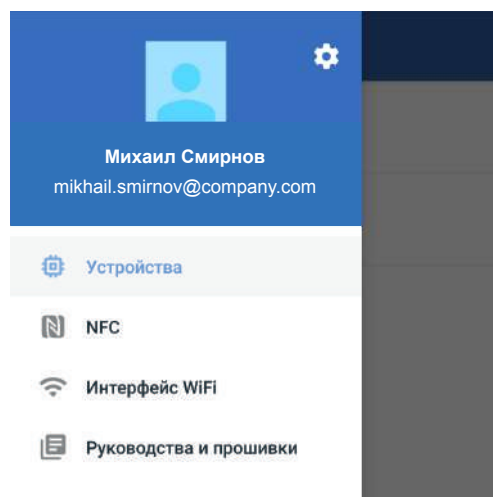 Михаил Смирнов
mikhail.smirnov@company.com
Устройства
NFC
Интерфейс WiFi
Руководства и прошивки